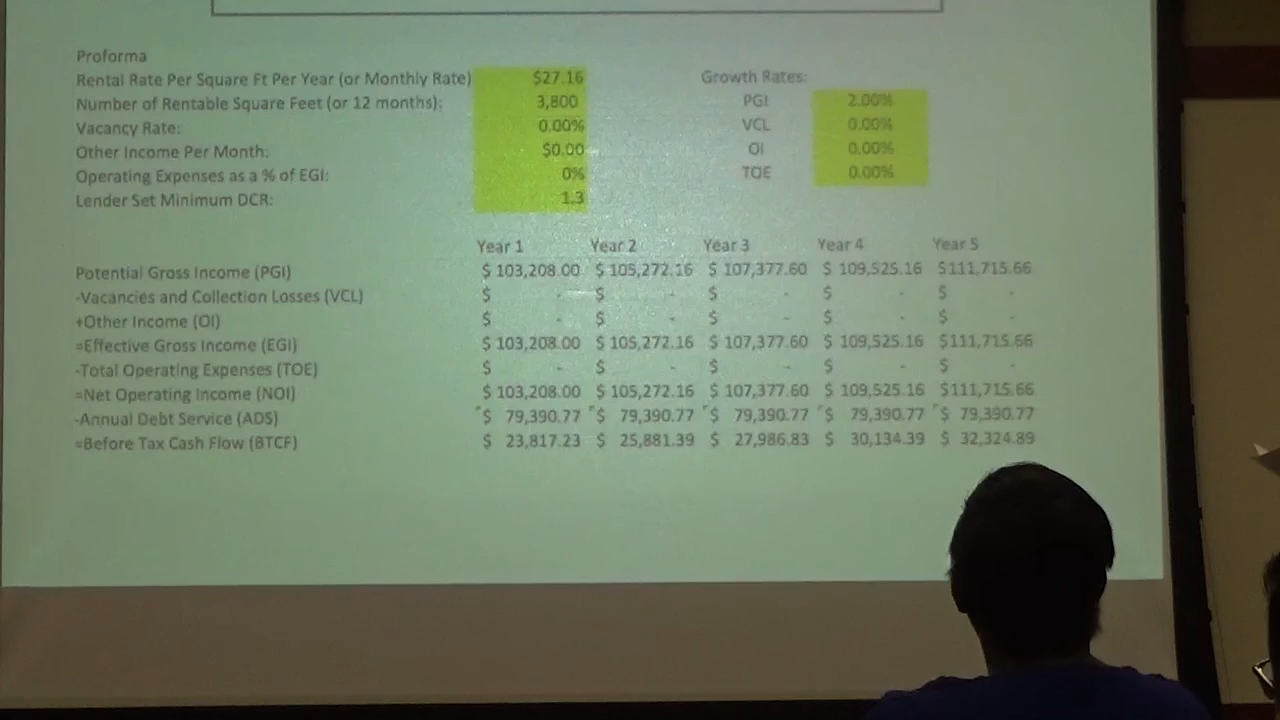 Proforma
Rental Rate Per Square Ft Per Year (or Monthly Rate) $27.16 Growth Rates:
Number of Rentable Square Feet (or 12 months): 3,800 PGI 2.00%
Vacancy Rate: 0.00% VCL 0.00%
Other Income Per Month: $0.00 OI 0.00%
Operating Expenses as a % of EGI: 0% TOE 0.00%
Lender Set Minimum DCR: 1.3
Year 1 Year 2 Year 3 Year 4 Year 5
Potential Gross Income (PGI) $ 103,208.00 $ 105,272.16 $ 107,377.60 $ 109,525.16 $111,715.66
-Vacancies and Collection Losses (VCL) $ - $ - $ - $ - $ -
+Other Income (OI) $ - $ - $ - $ - $ -
=Effective Gross Income (EGI) $ 103,208.00 $ 105,272.16 $ 107,377.60 $ 109,525.16 $111,715.66
-Total Operating Expenses (TOE) $ - $ - $ - $ - $ -
=Net Operating Income (NOI) $ 103,208.00 $ 105,272.16 $ 107,377.60 $ 109,525.16 $111,715.66
-Annual Debt Service (ADS) $ 79,390.77 $ 79,390.77 $ 79,390.77 $ 79,390.77 $ 79,390.77
=Before Tax Cash Flow (BTCF) $ 23,817.23 $ 25,881.39 $ 27,986.83 $ 30,134.39 $ 32,324.89